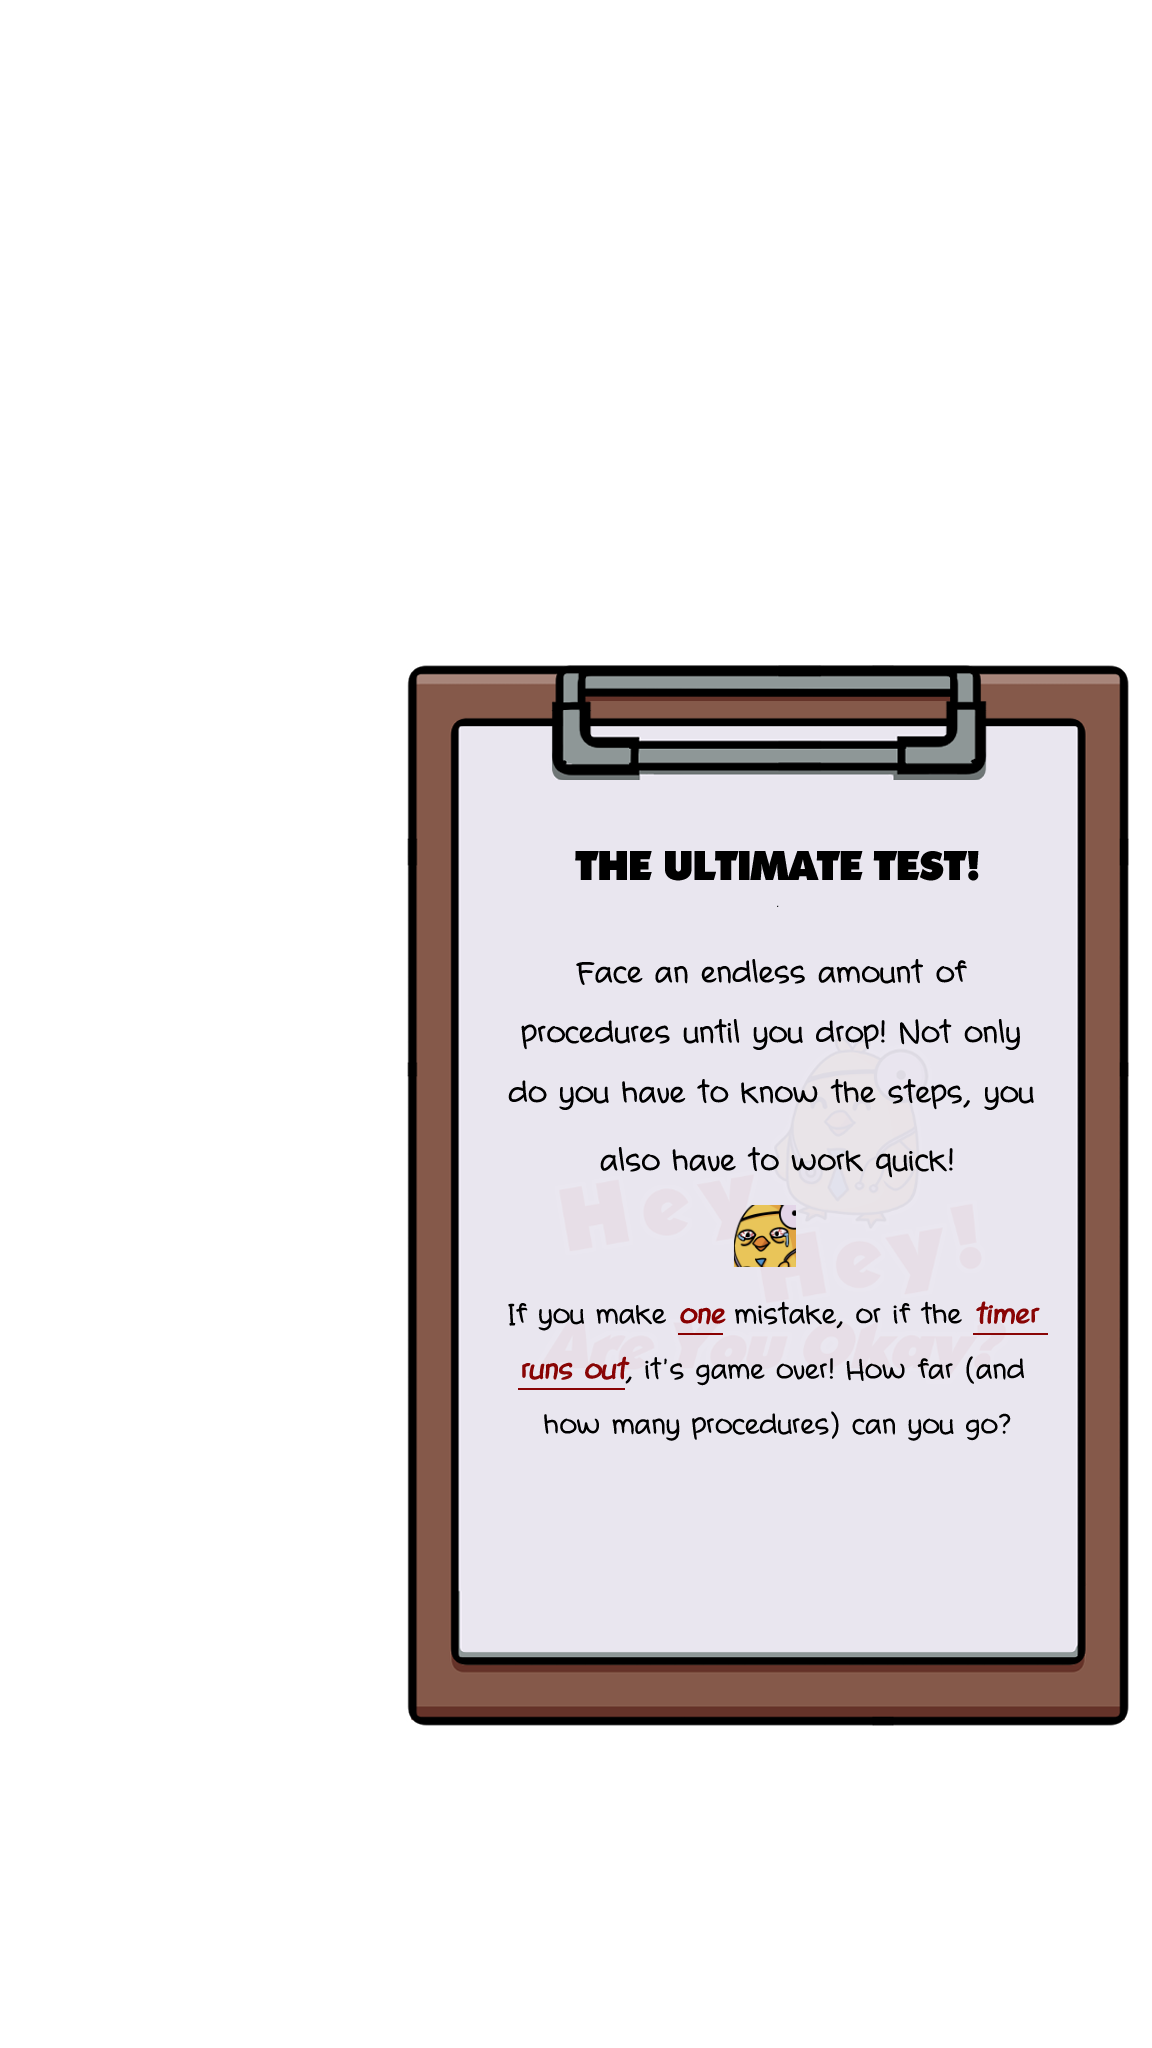 THE ULTIMATE TEST!
.
Face an endless amount of
procedures until you drop! Not only
do you have to know the steps, you
also have to work quick!
Hey
Hey!
If you make one mistake, or if the timer
Are You Okay?
runs out, it's game over! How far (and
how many procedures) can you go?